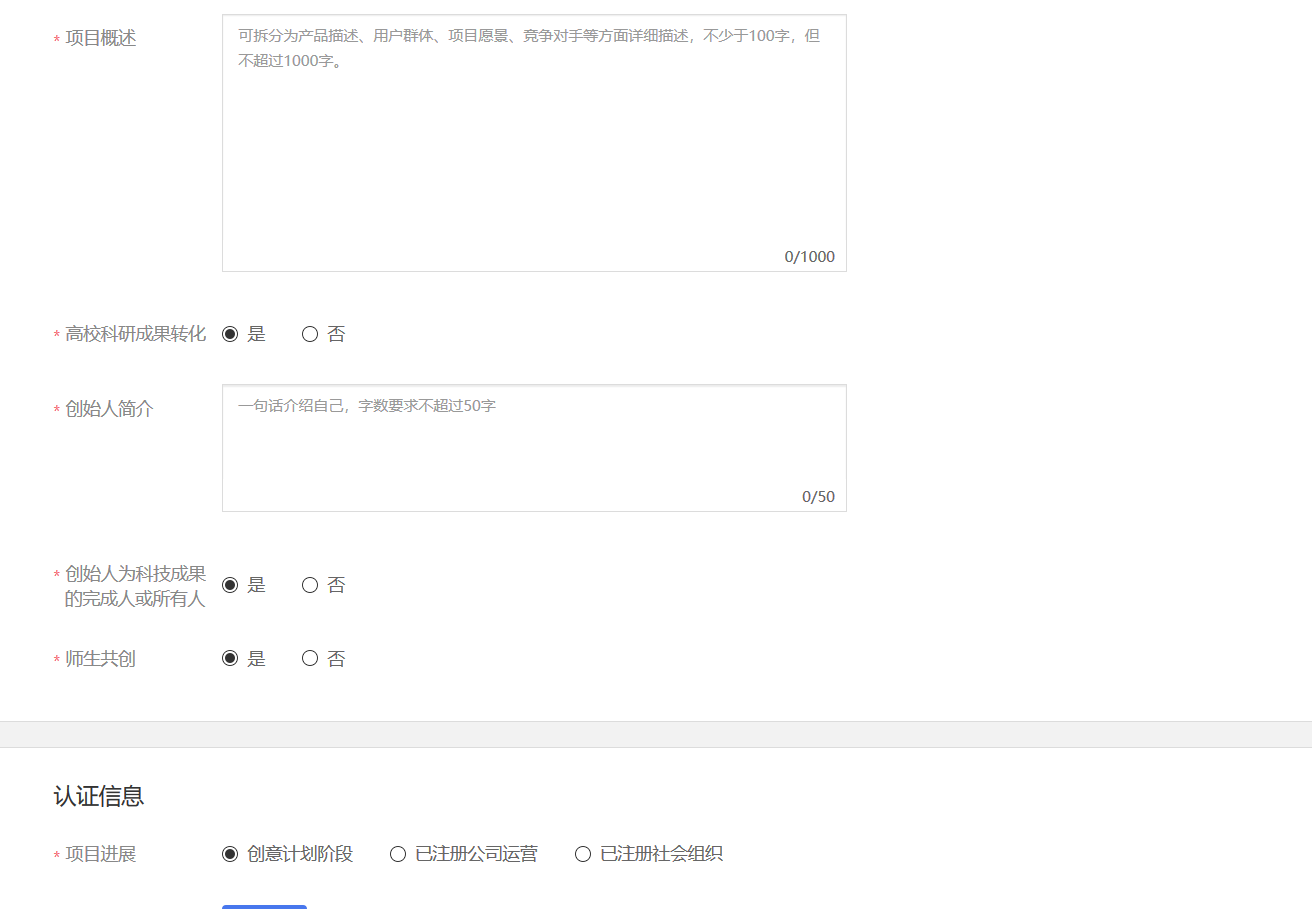 * 项目概述
可拆分为产品描述、用户群体、项目愿景、竞争对手等方面详细描述，不少于100字，但
不超过1000字。
0/1000
* 高校科研成果转化 是 否
* 创始人简介
一句话介绍自己，字数要求不超过50字
0/50
* 创始人为科技成果
的完成人或所有人 是 否
* 师生共创 是 否
认证信息
* 项目进展 创意计划阶段 已注册公司运营 已注册社会组织